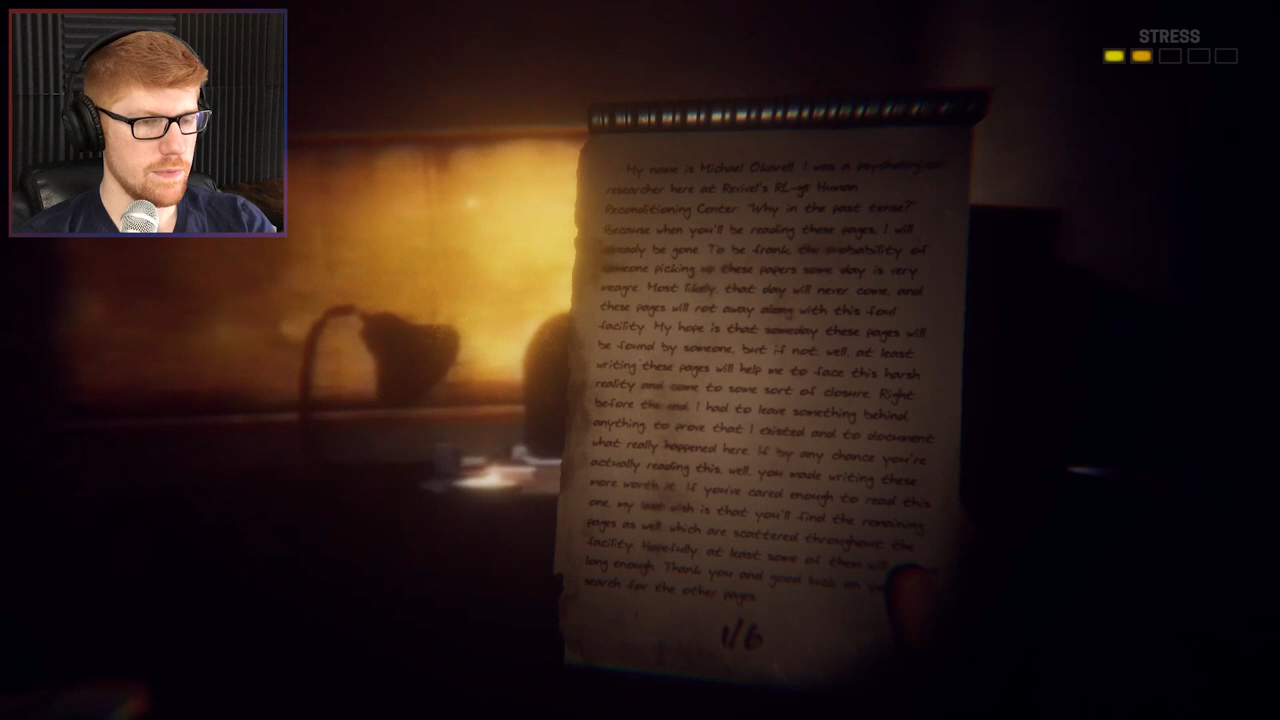 STRESS
My name is Michael I was a
researcher here at Rexivel's RL-98 Human
Reconditioning Center. "Why in the past tense?"
Because when you'll be reading these pages, I will
already be gone. To be frank, the probability of
someone picking up these papers some day is very
meagre. Most likely, that day will never come, and
these pages will rot away along with this foul
facility. My hope is that someday these pages will
be found by someone, but if not, well, at least
writing these pages will help me to face this harsh
reality and come to some sort of closure. Right
before the end, I had to leave something behind,
anything, to prove that I existed and to document
what really happened here. If by any chance you're
actually reading this, well, you made writing these
more worth it. If you've cared enough to read this
one, my last wish is that you'll find the remaining
pages as well, which are scattered throughout the
facility. Hopefully, at least some of them will
long enough. Thank you and good luck on
search for the other pages.
1/6